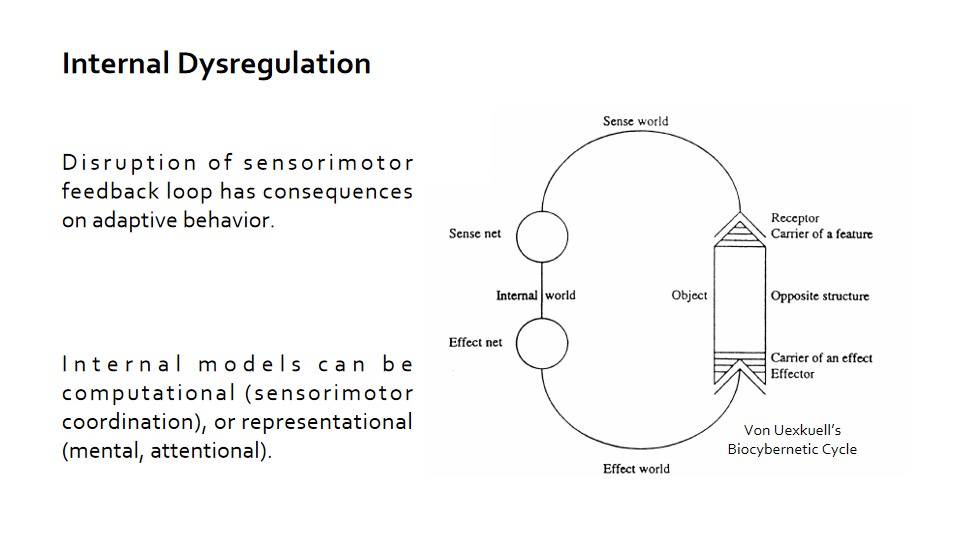 Internal Dysregulation
Disruption of sensorimotor
feedback loop has consequences
on adaptive behavior.
Internal models can be
computational (sensorimotor
coordination), or representational
(mental, attentional).
Sense world
Sense net
Receptor
Carrier of a feature
Internal world
Object
Opposite structure
Effect net
Carrier of an effect
Effector
Von Uexkuell’s
Biocybernetic Cycle
Effect world